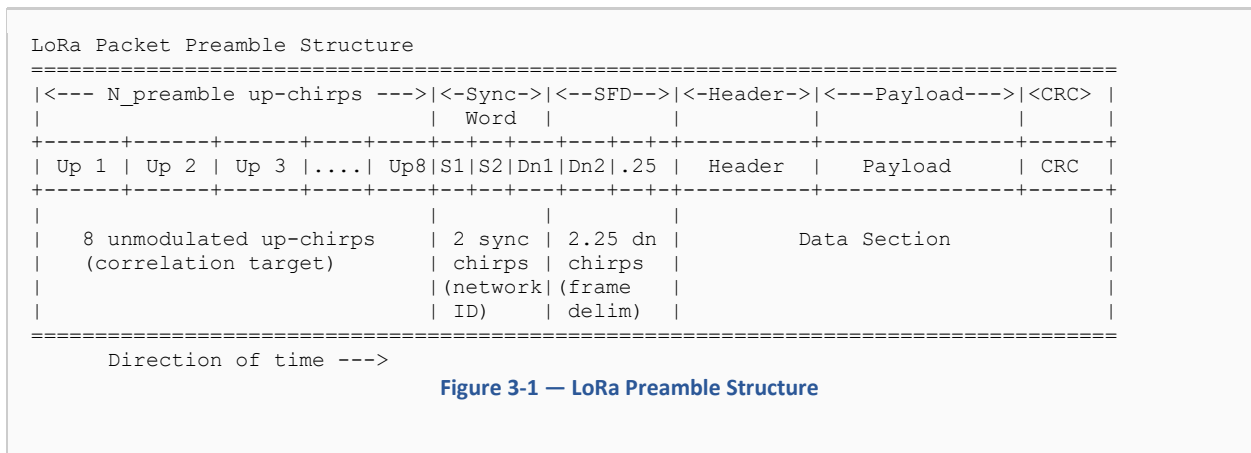 LoRa Packet Preamble Structure
=====================================================================================
|<--- N_preamble up-chirps --->|<-Sync->|<--SFD-->|<-Header->|<---Payload--->|<CRC> |
|                              |  Word  |         |          |               |      |
+------+------+------+----+----+--+--+---+---+--+-+----------+---------------+------+
| Up 1 | Up 2 | Up 3 |....| Up8|S1|S2|Dn1|Dn2|.25 |  Header  |   Payload     | CRC  |
+------+------+------+----+----+--+--+---+---+--+-+----------+---------------+------+
|                              |        |         |                                 |
|   8 unmodulated up-chirps    | 2 sync | 2.25 dn |         Data Section            |
|   (correlation target)       | chirps | chirps  |                                 |
|                              |(network|(frame   |                                 |
|                              | ID)    | delim)  |                                 |
=====================================================================================
      Direction of time --->
Figure 3-1 — LoRa Preamble Structure